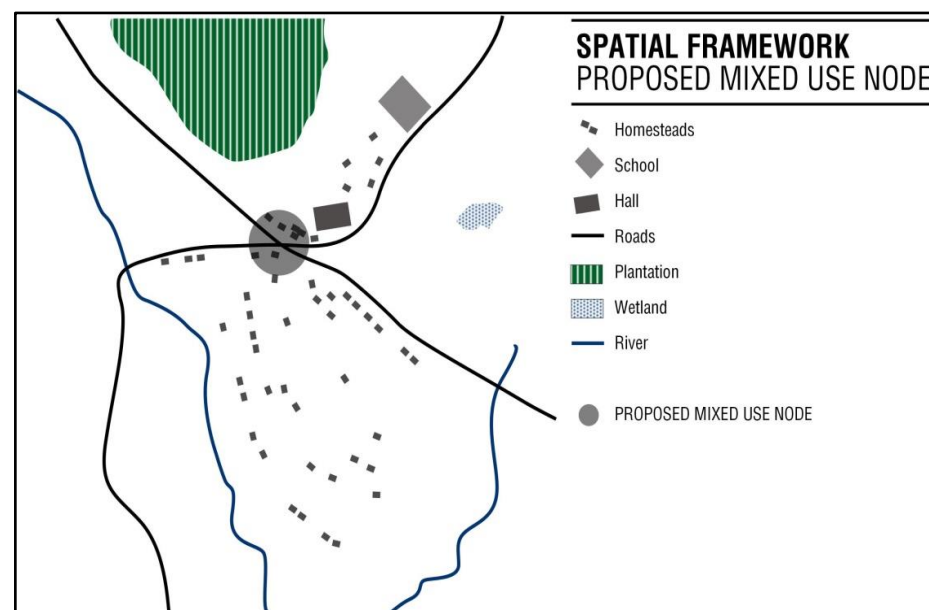 SPATIAL FRAMEWORK
PROPOSED MIXED USE NODE
Homesteads
School
Hall
Roads
Plantation
Wetland
River
PROPOSED MIXED USE NODE